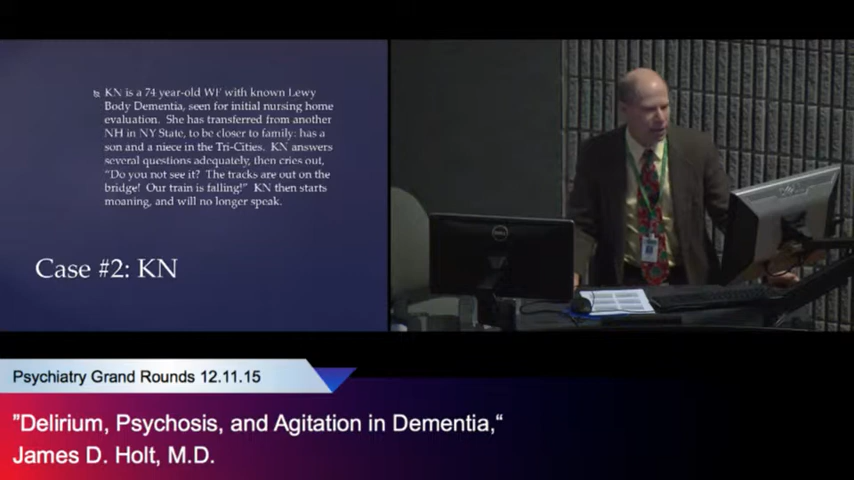 KN is a 74 year-old WF with known Lewy
Body Dementia, seen for initial nursing home
evaluation. She has transferred from another
NH in NY State, to be closer to family: has a
son and a niece in the Tri-Cities. KN answers
several questions adequately, then cries out,
"Do you not see it? The tracks are out on the
bridge! Our train is falling!" KN then starts
moaning, and will no longer speak.
Case #2: KN
DELL
Psychiatry Grand Rounds 12.11.15
"Delirium, Psychosis, and Agitation in Dementia,"
James D. Holt, M.D.